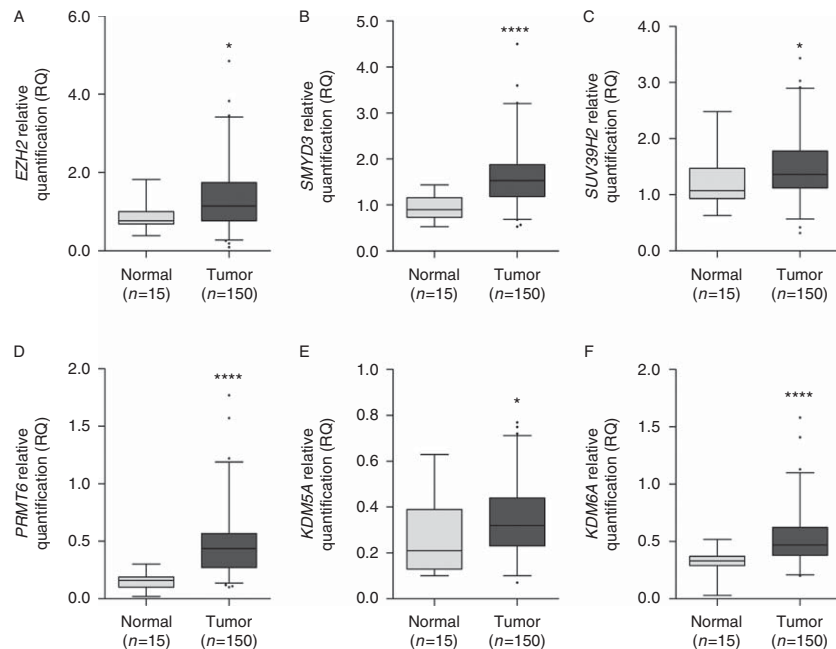 A
EZH2 relative
quantification (RQ)
6.0
4.0
2.0
0.0
*
Normal
(n=15)
Tumor
(n=150)
B
SMYD3 relative
quantification (RQ)
5.0
4.0
3.0
2.0
1.0
0.0
****
Normal
(n=15)
Tumor
(n=150)
C
SUV39H2 relative
quantification (RQ)
4.0
3.0
2.0
1.0
0.0
*
Normal
(n=15)
Tumor
(n=150)
D
PRMT6 relative
quantification (RQ)
2.0
1.5
1.0
0.5
0.0
****
Normal
(n=15)
Tumor
(n=150)
E
KDM5A relative
quantification (RQ)
1.0
0.8
0.6
0.4
0.2
0.0
*
Normal
(n=15)
Tumor
(n=150)
F
KDM6A relative
quantification (RQ)
2.0
1.5
1.0
0.5
0.0
****
Normal
(n=15)
Tumor
(n=150)